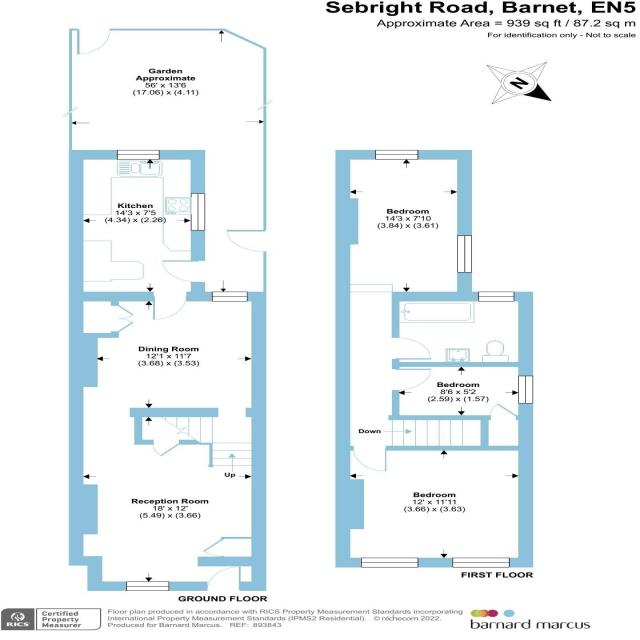 Sebright Road, Barnet, EN5
Approximate Area = 939 sq ft / 87.2 sq m
For identification only - Not to scale
N
Garden
Approximate
56' x 13'6
(17.06) x (4.11)
Kitchen
14'3 x 7'5
(4.34) x (2.26)
Dining Room
12'1 x 11'7
(3.68) x (3.53)
Up
Reception Room
18' x 12'
(5.49) x (3.66)
GROUND FLOOR
Bedroom
14'3 x 7'10
(3.84) x (3.61)
Bedroom
8'6 x 5'2
(2.59) x (1.57)
Down
Bedroom
12' x 11'11
(3.66) x (3.63)
FIRST FLOOR
RICS
Certified
Property
Measurer
Floor plan produced in accordance with RICS Property Measurement Standards incorporating
International Property Measurement Standards (IPMS2 Residential). © nichecom 2022.
Produced for Barnard Marcus. REF: 893843
barnard marcus